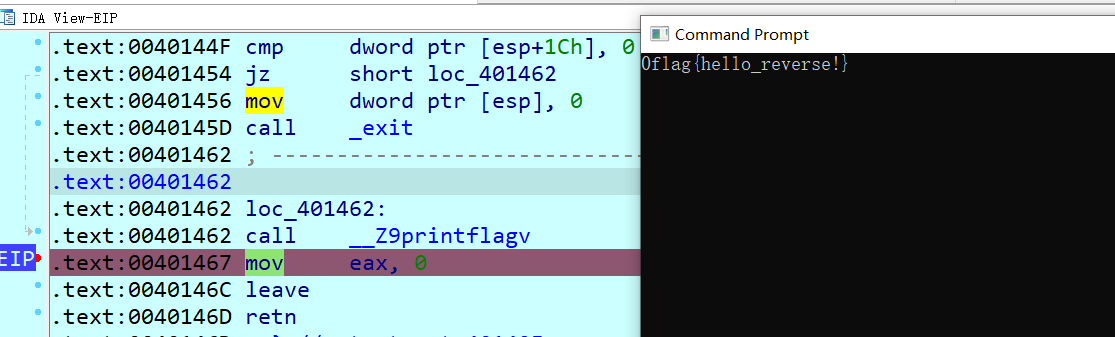 IDA View-EIP
.text:0040144F cmp dword ptr [esp+1Ch], 0
.text:00401454 jz short loc_401462
.text:00401456 mov dword ptr [esp], 0
.text:0040145D call _exit
.text:00401462 ; ---------------------------
.text:00401462
.text:00401462 loc_401462:
.text:00401462 call __Z9printflagv
EIP .text:00401467 mov eax, 0
.text:0040146C leave
.text:0040146D retn
Command Prompt
0flag{hello_reverse!}